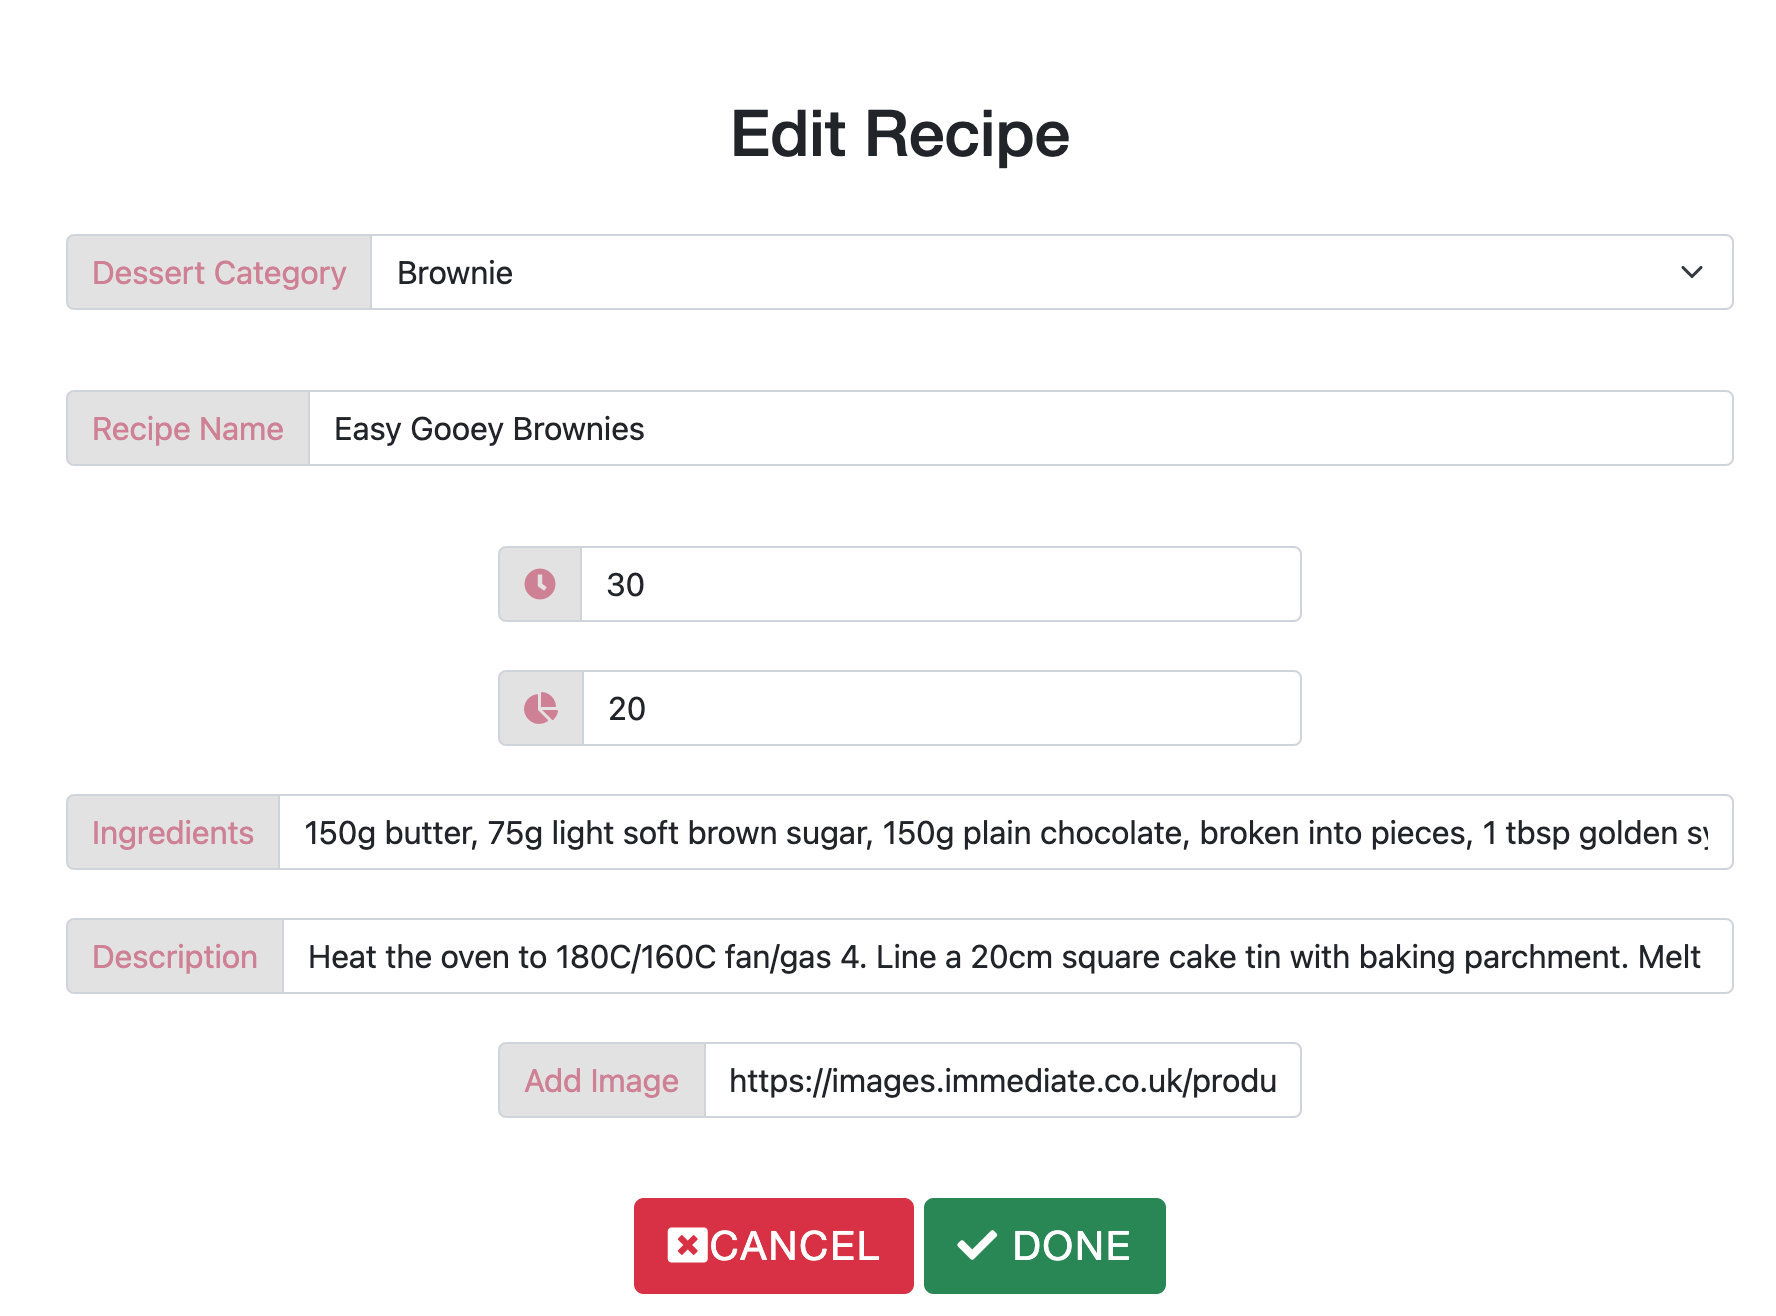 Edit Recipe
Dessert Category Brownie
Recipe Name Easy Gooey Brownies
30
20
Ingredients 150g butter, 75g light soft brown sugar, 150g plain chocolate, broken into pieces, 1 tbsp golden
Description Heat the oven to 180C/160C fan/gas 4. Line a 20cm square cake tin with baking parchment. Melt
Add Image https://images.immediate.co.uk/produ
CANCEL DONE